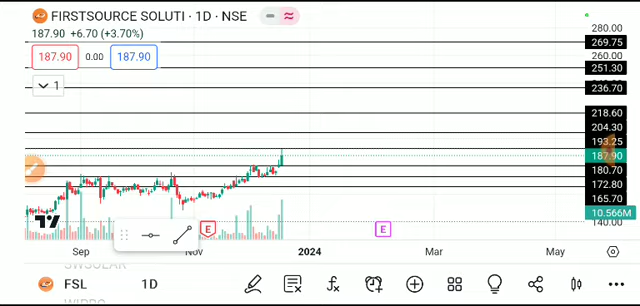 FIRSTSOURCE SOLUTI · 1D · NSE
187.90 +6.70 (+3.70%)
187.90 0.00 187.90
1
280.00
269.75
260.00
251.30
236.70
218.60
204.30
193.25
187.90
180.70
172.80
165.70
10.566M
140.00
E E
Sep Nov 2024 Mar May
FSL 1D